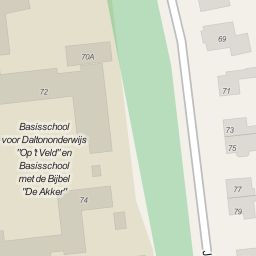 69
70A
72
71
Basisschool
voor Daltononderwijs
"Op 't Veld" en
Basisschool
met de Bijbel
"De Akker"
73
75
77
74
79
J